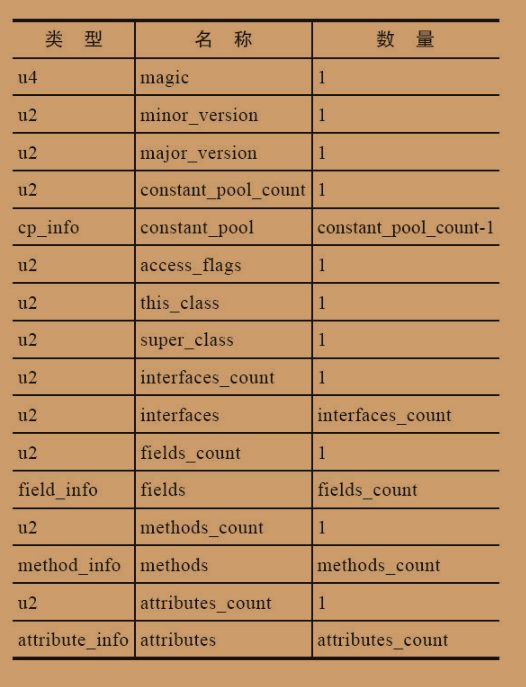 类 型 名 称 数 量
u4 magic 1
u2 minor_version 1
u2 major_version 1
u2 constant_pool_count 1
cp_info constant_pool constant_pool_count-1
u2 access_flags 1
u2 this_class 1
u2 super_class 1
u2 interfaces_count 1
u2 interfaces interfaces_count
u2 fields_count 1
field_info fields fields_count
u2 methods_count 1
method_info methods methods_count
u2 attributes_count 1
attribute_info attributes attributes_count